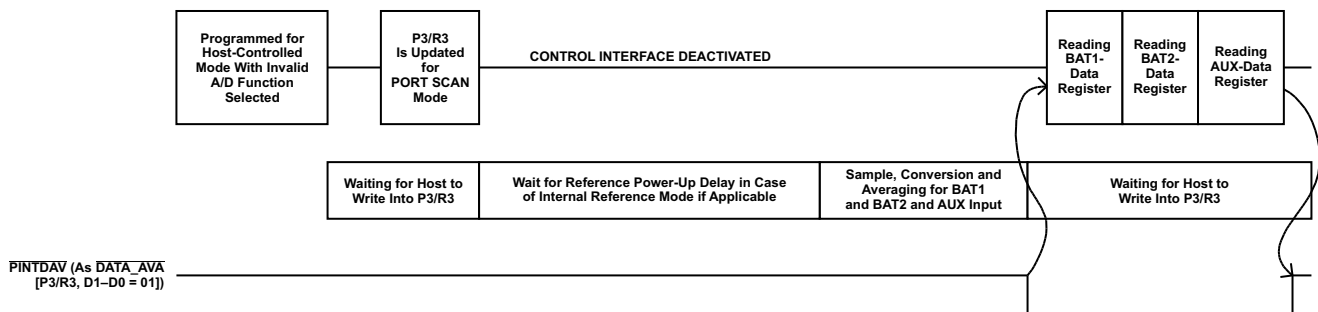 Programmed for
Host-Controlled
Mode With Invalid
A/D Function
Selected
P3/R3
Is Updated
for
PORT SCAN
Mode
CONTROL INTERFACE DEACTIVATED
Reading
BAT1-
Data
Register
Reading
BAT2-
Data
Register
Reading
AUX-Data
Register
Waiting for Host to
Write Into P3/R3
Wait for Reference Power-Up Delay in Case
of Internal Reference Mode if Applicable
Sample, Conversion and
Averaging for BAT1
and BAT2 and AUX Input
Waiting for Host to
Write Into P3/R3
PINTDAV (As DATA_AVA
[P3/R3, D1–D0 = 01])